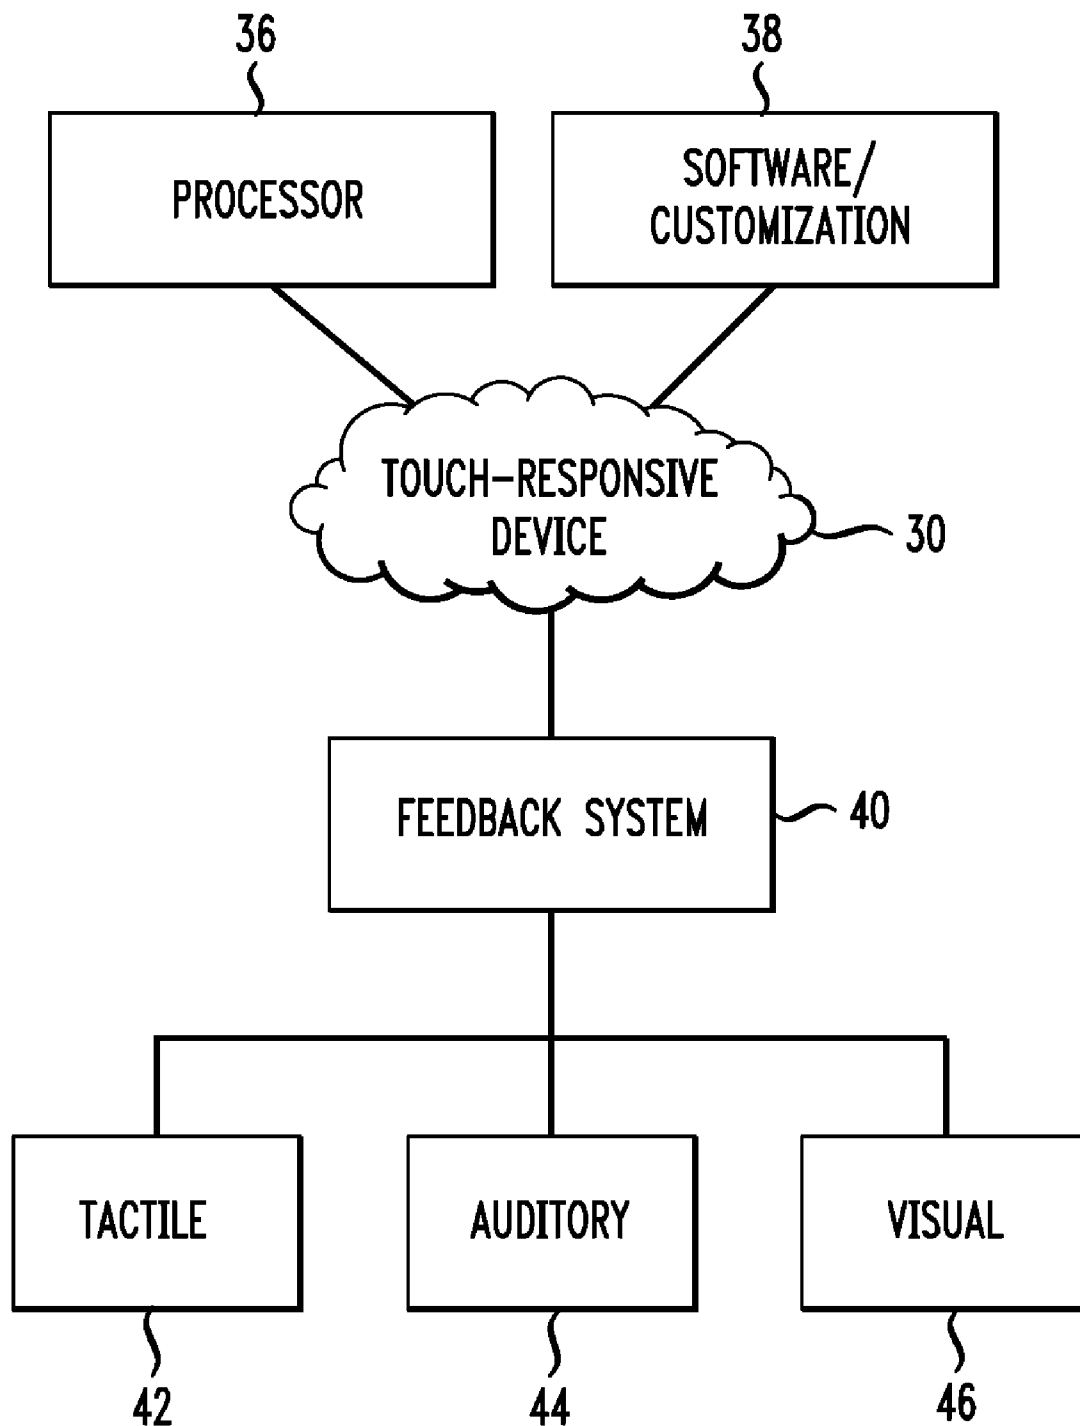 36
38
PROCESSOR
SOFTWARE/
CUSTOMIZATION
TOUCH-RESPONSIVE
DEVICE
30
FEEDBACK SYSTEM
40
TACTILE
AUDITORY
VISUAL
42
44
46